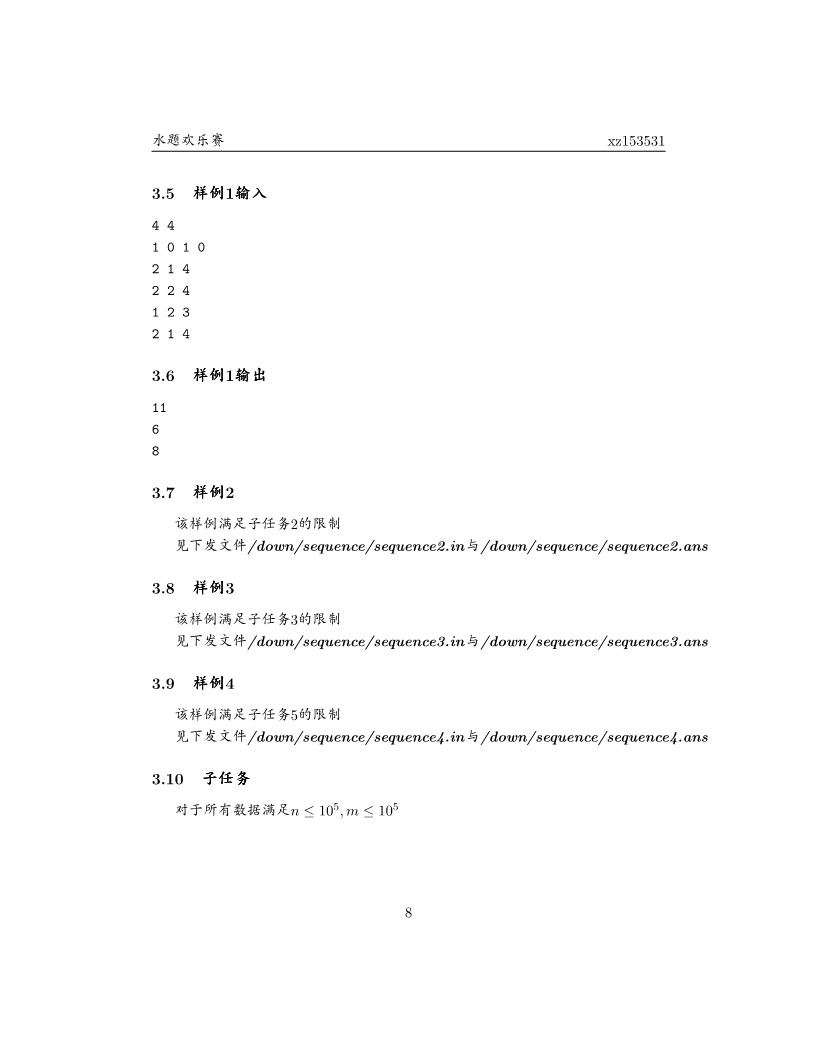 水题欢乐赛 xz153531
3.5 样例1输入
4 4
1 0 1 0
2 1 4
2 2 4
1 2 3
2 1 4
3.6 样例1输出
11
6
8
3.7 样例2
该样例满足子任务2的限制
见下发文件/down/sequence/sequence2.in与/down/sequence/sequence2.ans
3.8 样例3
该样例满足子任务3的限制
见下发文件/down/sequence/sequence3.in与/down/sequence/sequence3.ans
3.9 样例4
该样例满足子任务5的限制
见下发文件/down/sequence/sequence4.in与/down/sequence/sequence4.ans
3.10 子任务
对于所有数据满足n ≤ 10⁵, m ≤ 10⁵
8